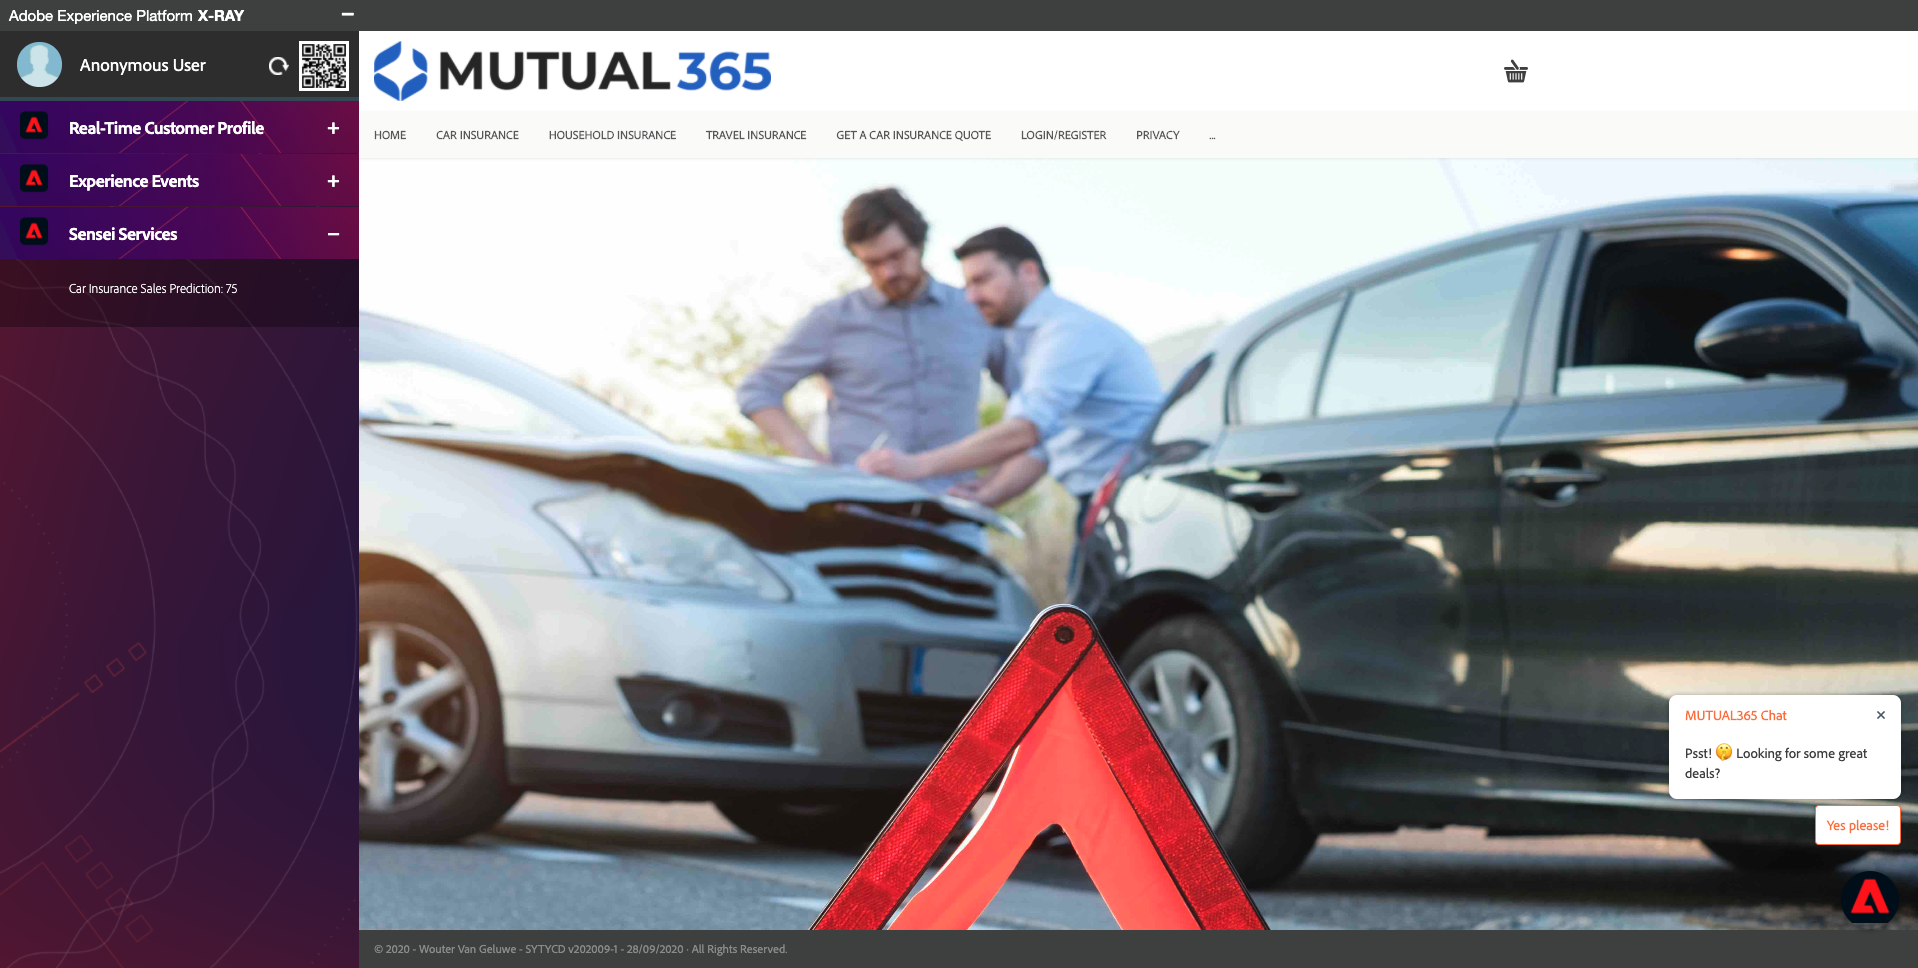 Adobe Experience Platform X-RAY
Anonymous User
Real-Time Customer Profile
Experience Events
Sensei Services
Car Insurance Sales Prediction: 75
MUTUAL 365
HOME CAR INSURANCE HOUSEHOLD INSURANCE TRAVEL INSURANCE GET A CAR INSURANCE QUOTE LOGIN/REGISTER PRIVACY ...
MUTUAL365 Chat
Psst! 🤫 Looking for some great
deals?
Yes please!
© 2020 - Wouter Van Geluwe - SYTYCD v202009-1 - 28/09/2020 · All Rights Reserved.